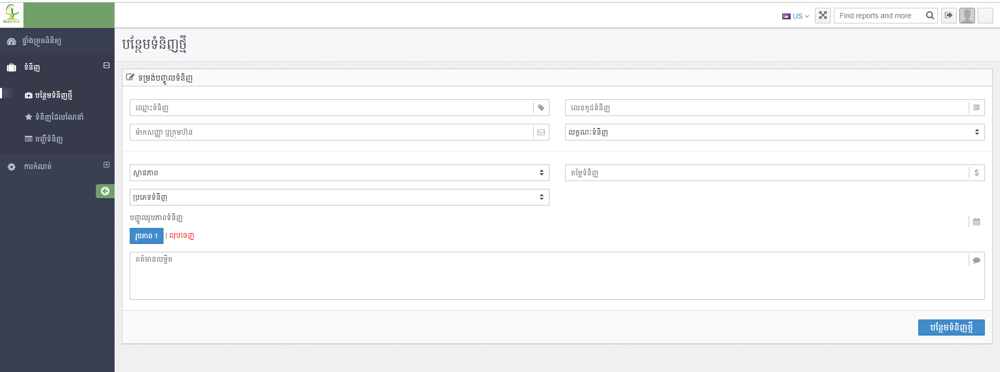 US
Find reports and more
ផ្ទាំងត្រួតពិនិត្យ
ទំនិញ
បន្ថែមទំនិញថ្មី
ទំនិញដែលណែនាំ
បញ្ជីទំនិញ
ការកំណត់
បន្ថែមទំនិញថ្មី
ទម្រង់បញ្ចូលទំនិញ
ឈ្មោះទំនិញ
លេខកូដទំនិញ
ម៉ាកសញ្ញា ឬក្រុមហ៊ុន
លក្ខណៈទំនិញ
ស្ថានភាព
តម្លៃទំនិញ
ប្រភេទទំនិញ
បញ្ចូលរូបភាពទំនិញ
រូបភាព 1 | លុបចេញ
ពត៌មានលម្អិត
បន្ថែមទំនិញថ្មី